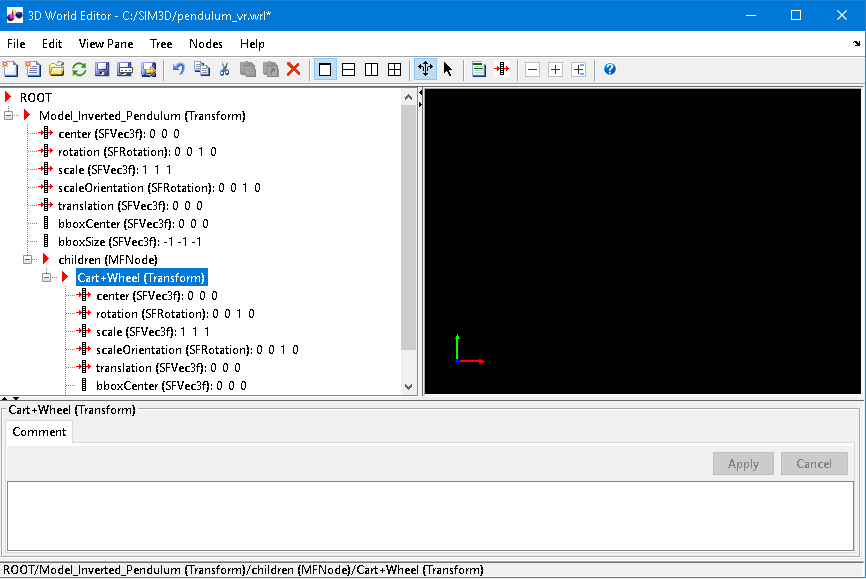 3D World Editor - C:/SIM3D/pendulum_vr.wrl*
File Edit View Pane Tree Nodes Help
ROOT
Model_Inverted_Pendulum (Transform)
center (SFVec3f): 0 0 0
rotation (SFRotation): 0 0 1 0
scale (SFVec3f): 1 1 1
scaleOrientation (SFRotation): 0 0 1 0
translation (SFVec3f): 0 0 0
bboxCenter (SFVec3f): 0 0 0
bboxSize (SFVec3f): -1 -1 -1
children (MFNode)
Cart+Wheel (Transform)
center (SFVec3f): 0 0 0
rotation (SFRotation): 0 0 1 0
scale (SFVec3f): 1 1 1
scaleOrientation (SFRotation): 0 0 1 0
translation (SFVec3f): 0 0 0
bboxCenter (SFVec3f): 0 0 0
Cart+Wheel (Transform)
Comment
Apply Cancel
ROOT/Model_Inverted_Pendulum (Transform)/children (MFNode)/Cart+Wheel (Transform)